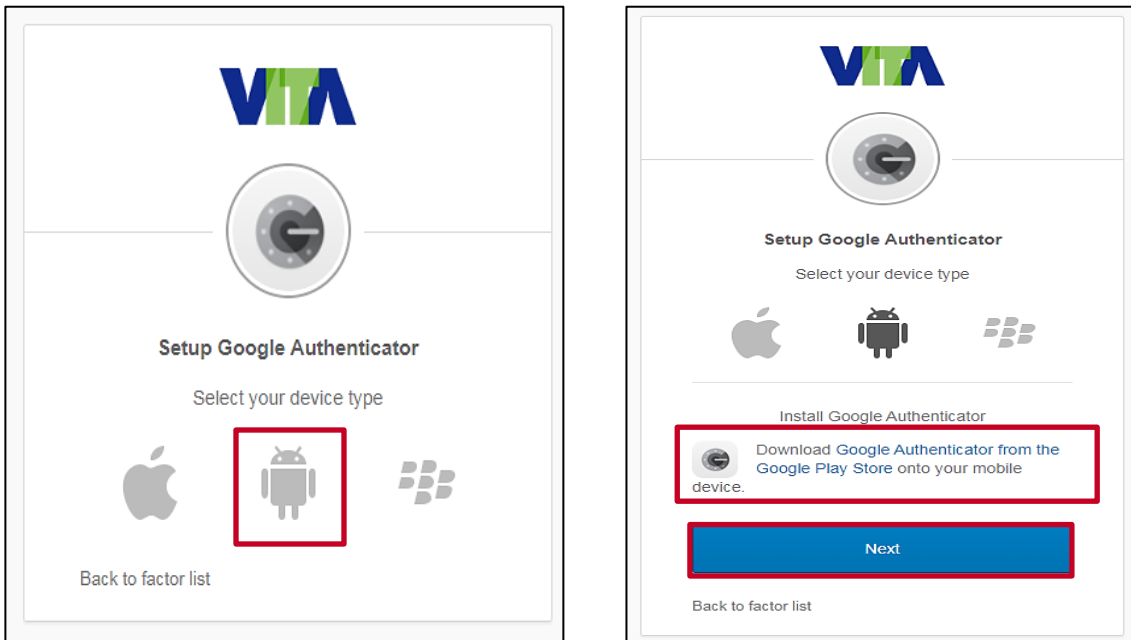 VITA
Setup Google Authenticator
Select your device type
Back to factor list
VITA
Setup Google Authenticator
Select your device type
Install Google Authenticator
Download Google Authenticator from the
Google Play Store onto your mobile
device.
Next
Back to factor list